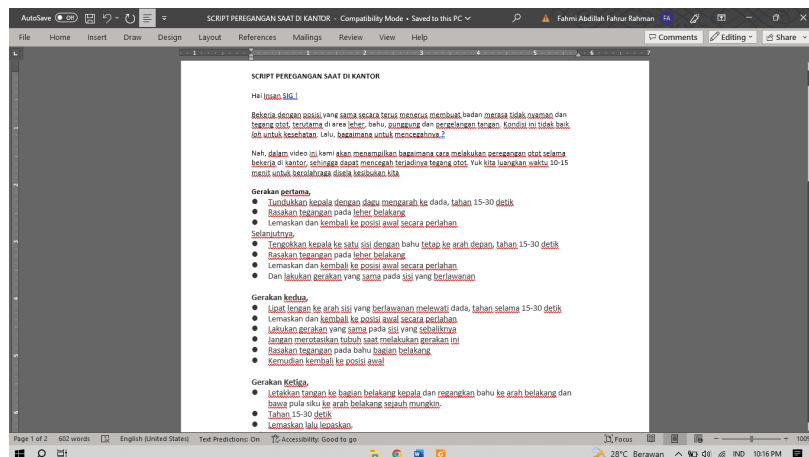 AutoSave Off SCRIPT PEREGANGAN SAAT DI KANTOR - Compatibility Mode • Saved to this PC Fahmi Abdillah Fahrur Rahman FA
File Home Insert Draw Design Layout References Mailings Review View Help Comments Editing Share
1 1 2 3 4 5 6 7
SCRIPT PEREGANGAN SAAT DI KANTOR
Hai Insan SIG !
Bekerja dengan posisi yang sama secara terus menerus membuat badan merasa tidak nyaman dan
tegang otot, terutama di area leher, bahu, punggung dan pergelangan tangan. Kondisi ini tidak baik
loh untuk kesehatan. Lalu, bagaimana untuk mencegahnya ?
Nah, dalam video ini kami akan menampilkan bagaimana cara melakukan peregangan otot selama
bekerja di kantor, sehingga dapat mencegah terjadinya tegang otot. Yuk kita luangkan waktu 10-15
menit untuk berolahraga disela kesibukan kita
Gerakan pertama,
● Tundukkan kepala dengan dagu mengarah ke dada, tahan 15-30 detik
● Rasakan tegangan pada leher belakang
● Lemaskan dan kembali ke posisi awal secara perlahan
Selanjutnya,
● Tengokkan kepala ke satu sisi dengan bahu tetap ke arah depan, tahan 15-30 detik
● Rasakan tegangan pada leher belakang
● Lemaskan dan kembali ke posisi awal secara perlahan
● Dan lakukan gerakan yang sama pada sisi yang berlawanan
Gerakan kedua,
● Lipat lengan ke arah sisi yang berlawanan melewati dada, tahan selama 15-30 detik
● Lemaskan dan kembali ke posisi awal secara perlahan
● Lakukan gerakan yang sama pada sisi yang sebaliknya
● Jangan merotasikan tubuh saat melakukan gerakan ini
● Rasakan tegangan pada bahu bagian belakang
● Kemudian kembali ke posisi awal
Gerakan Ketiga,
● Letakkan tangan ke bagian belakang kepala dan regangkan bahu ke arah belakang dan
bawa pula siku ke arah belakang sejauh mungkin.
● Tahan 15-30 detik
● Lemaskan lalu lepaskan,
Page 1 of 2 602 words English (United States) Text Predictions: On Accessibility: Good to go Focus 100%
28°C Berawan IND 10:16 PM